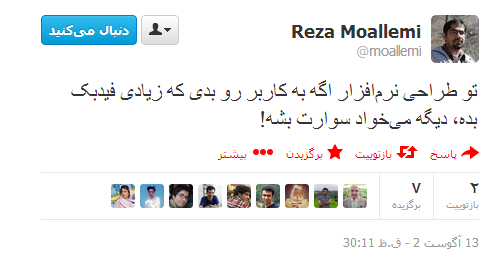 Reza Moallemi
@moallemi
دنبال می‌کنید
تو طراحی نرم‌افزار اگه به کاربر رو بدی که زیادی فیدبک
بده، دیگه می‌خواد سوارت بشه!
پاسخ بازتوییت برگزیدن بیشتر
۲ ۷
بازتوییت برگزیده
13 آگوست 2 - ق.ظ 30:11